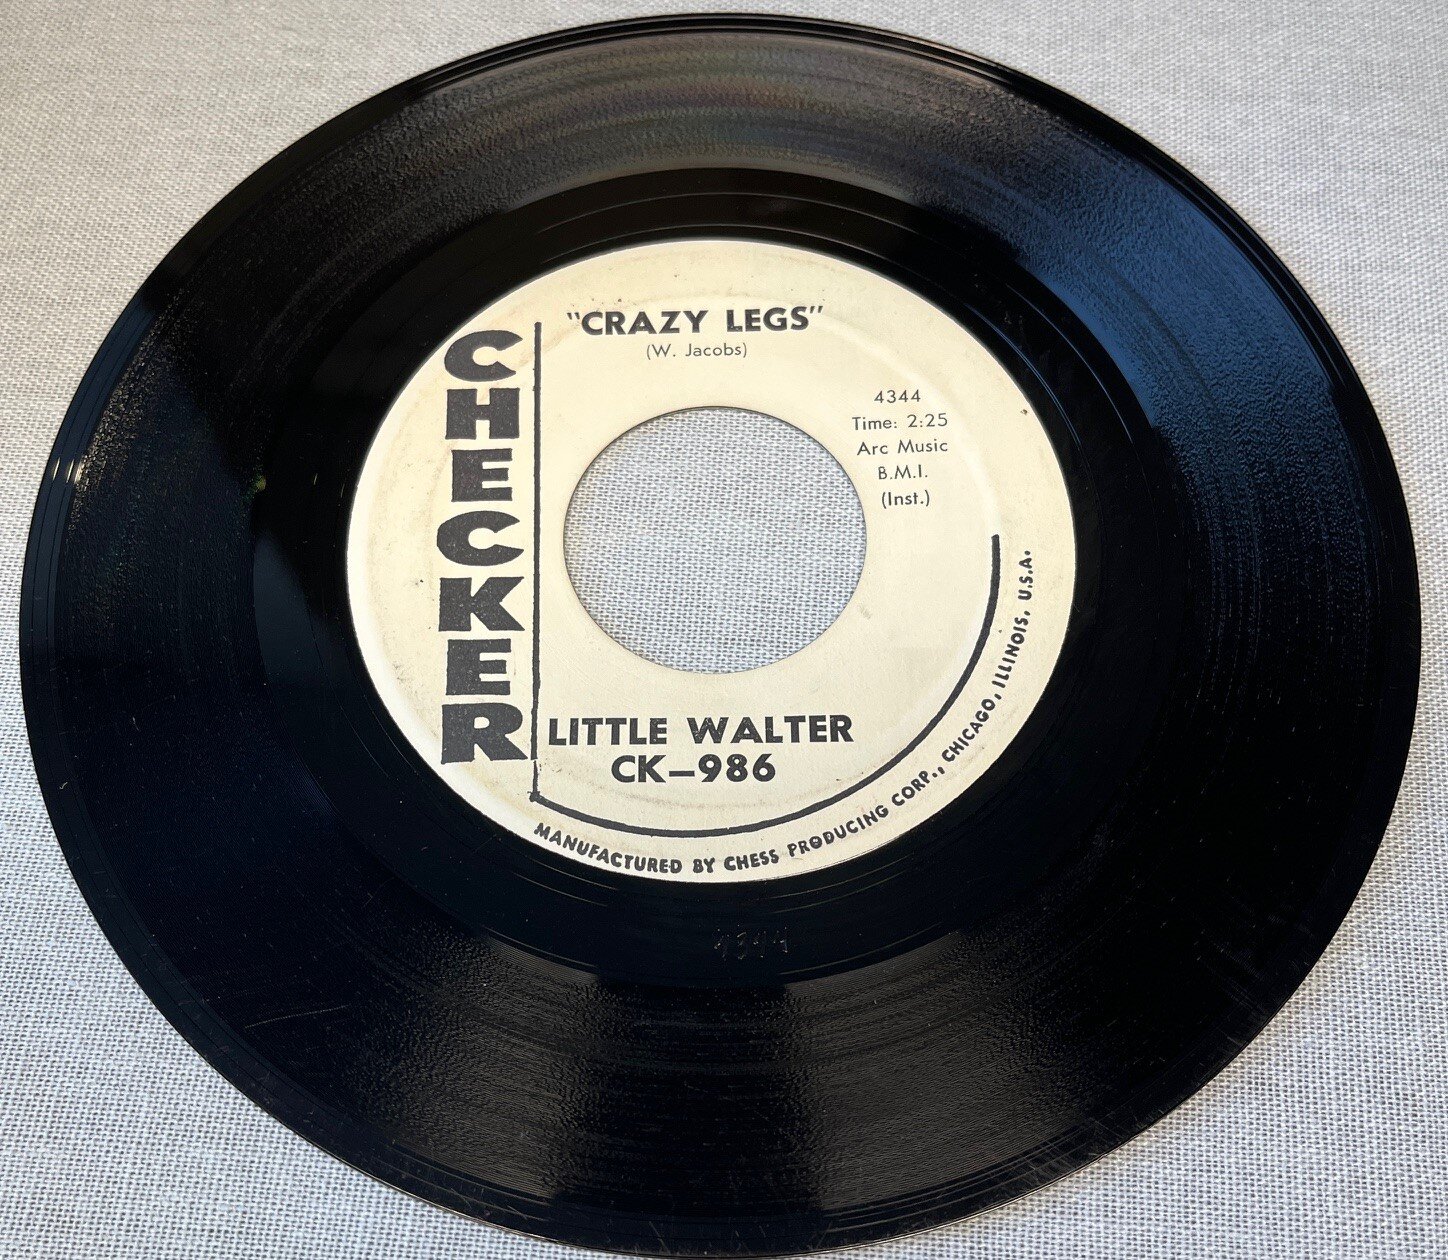 "CRAZY LEGS"
(W. Jacobs)
CHECKER
4344
Time: 2:25
Arc Music
B.M.I.
(Inst.)
LITTLE WALTER
CK—986
MANUFACTURED BY CHESS PRODUCING CORP., CHICAGO, ILLINOIS, U.S.A.
4344